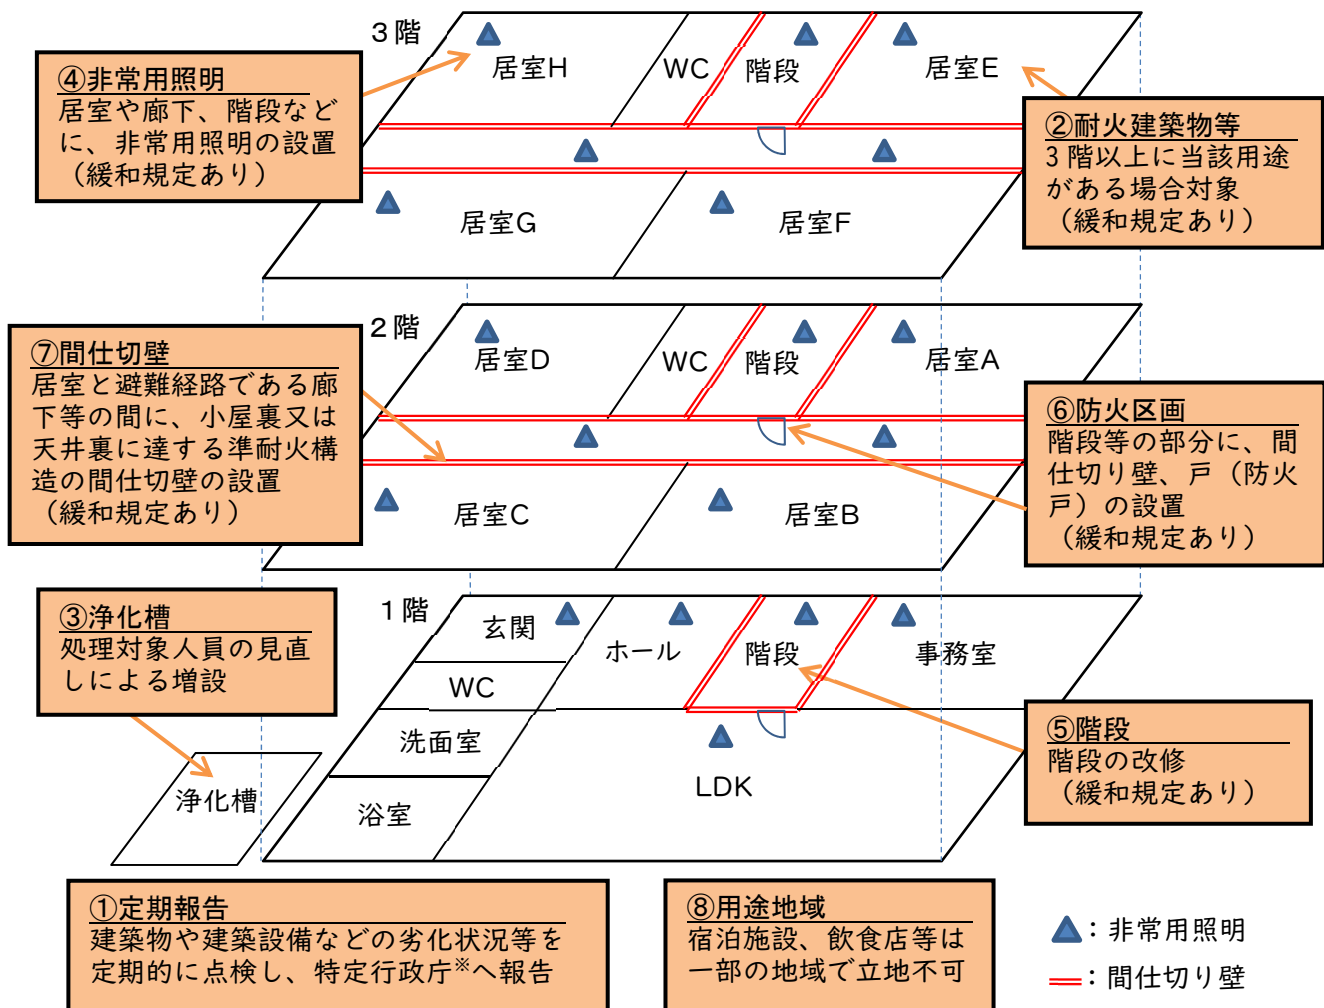 3階
居室H
WC
階段
居室E
④非常用照明
居室や廊下、階段など
に、非常用照明の設置
（緩和規定あり）
②耐火建築物等
3階以上に当該用途
がある場合対象
（緩和規定あり）
居室G
居室F
2階
居室D
WC
階段
居室A
⑦間仕切壁
居室と避難経路である廊
下等の間に、小屋裏又は
天井裏に達する準耐火構
造の間仕切壁の設置
（緩和規定あり）
⑥防火区画
階段等の部分に、間
仕切り壁、戸（防火
戸）の設置
（緩和規定あり）
居室C
居室B
1階
玄関
ホール
階段
事務室
WC
洗面室
浴室
LDK
③浄化槽
処理対象人員の見直
しによる増設
浄化槽
⑤階段
階段の改修
（緩和規定あり）
①定期報告
建築物や建築設備などの劣化状況等を
定期的に点検し、特定行政庁※へ報告
⑧用途地域
宿泊施設、飲食店等は
一部の地域で立地不可
：非常用照明
：間仕切り壁